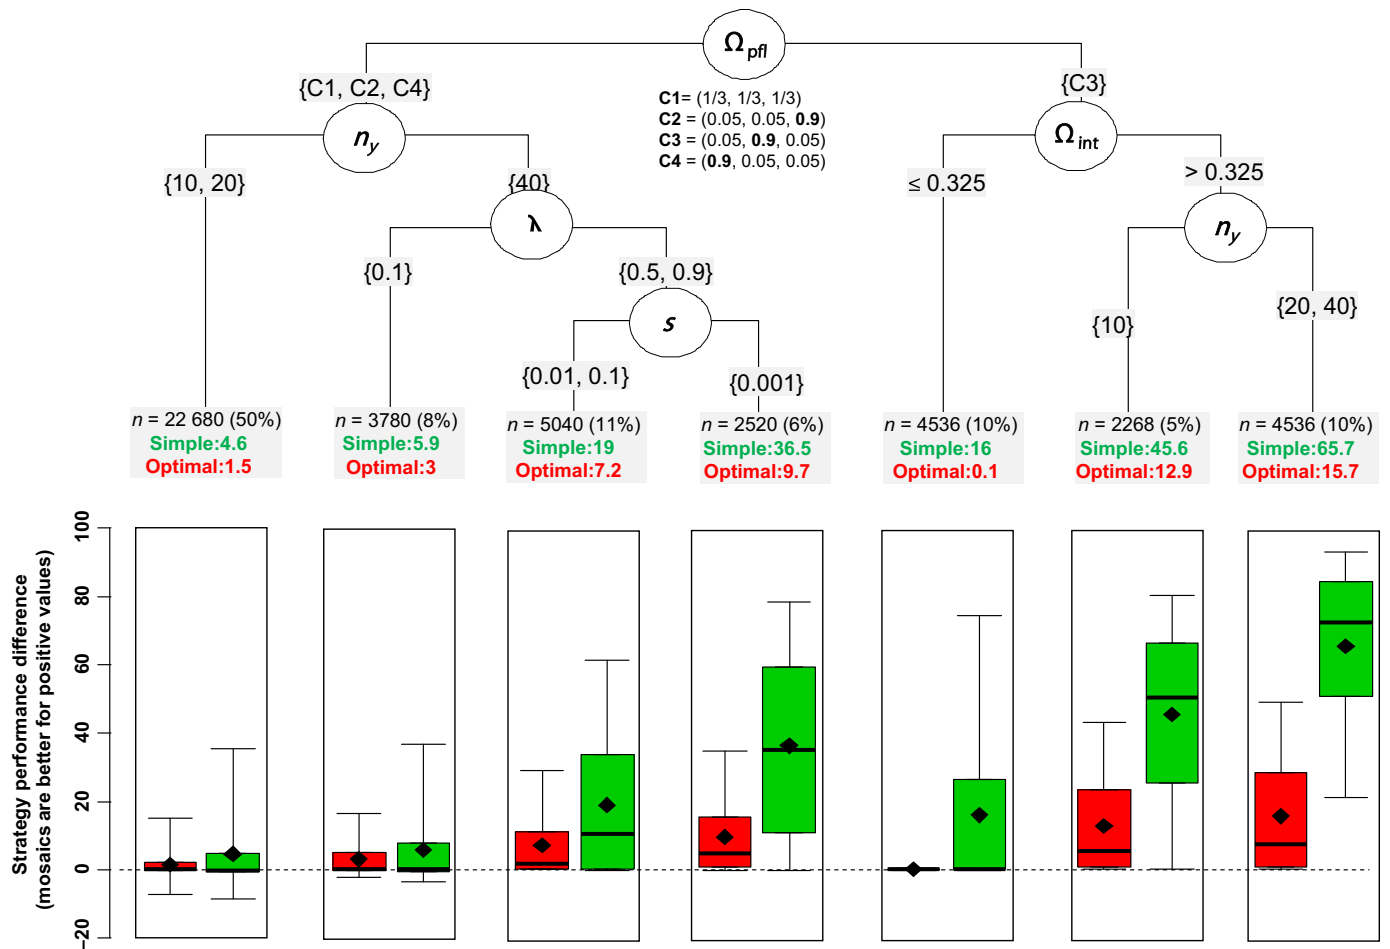 Ωpfl
{C1, C2, C4}
{C3}
C1= (1/3, 1/3, 1/3)
C2 = (0.05, 0.05, 0.9)
C3 = (0.05, 0.9, 0.05)
C4 = (0.9, 0.05, 0.05)
ny
Ωint
{10, 20}
{40}
≤ 0.325
> 0.325
λ
ny
{0.1}
{0.5, 0.9}
{10}
{20, 40}
s
{0.01, 0.1}
{0.001}
n = 22 680 (50%)
Simple:4.6
Optimal:1.5
n = 3780 (8%)
Simple:5.9
Optimal:3
n = 5040 (11%)
Simple:19
Optimal:7.2
n = 2520 (6%)
Simple:36.5
Optimal:9.7
n = 4536 (10%)
Simple:16
Optimal:0.1
n = 2268 (5%)
Simple:45.6
Optimal:12.9
n = 4536 (10%)
Simple:65.7
Optimal:15.7
Strategy performance difference
(mosaics are better for positive values)
100
80
60
40
20
0
−20